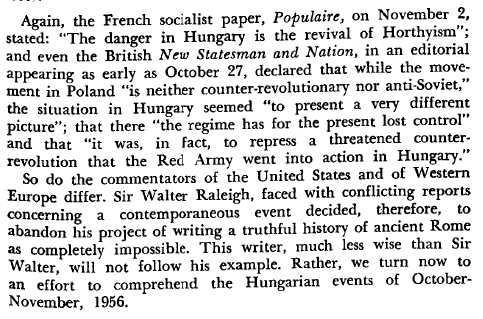 Again, the French socialist paper, Populaire, on November 2,
stated: “The danger in Hungary is the revival of Horthyism”;
and even the British New Statesman and Nation, in an editorial
appearing as early as October 27, declared that while the move-
ment in Poland “is neither counter-revolutionary nor anti-Soviet,”
the situation in Hungary seemed “to present a very different
picture”; that there “the regime has for the present lost control”
and that “it was, in fact, to repress a threatened counter-
revolution that the Red Army went into action in Hungary.”
So do the commentators of the United States and of Western
Europe differ. Sir Walter Raleigh, faced with conflicting reports
concerning a contemporaneous event decided, therefore, to
abandon his project of writing a truthful history of ancient Rome
as completely impossible. This writer, much less wise than Sir
Walter, will not follow his example. Rather, we turn now to
an effort to comprehend the Hungarian events of October-
November, 1956.